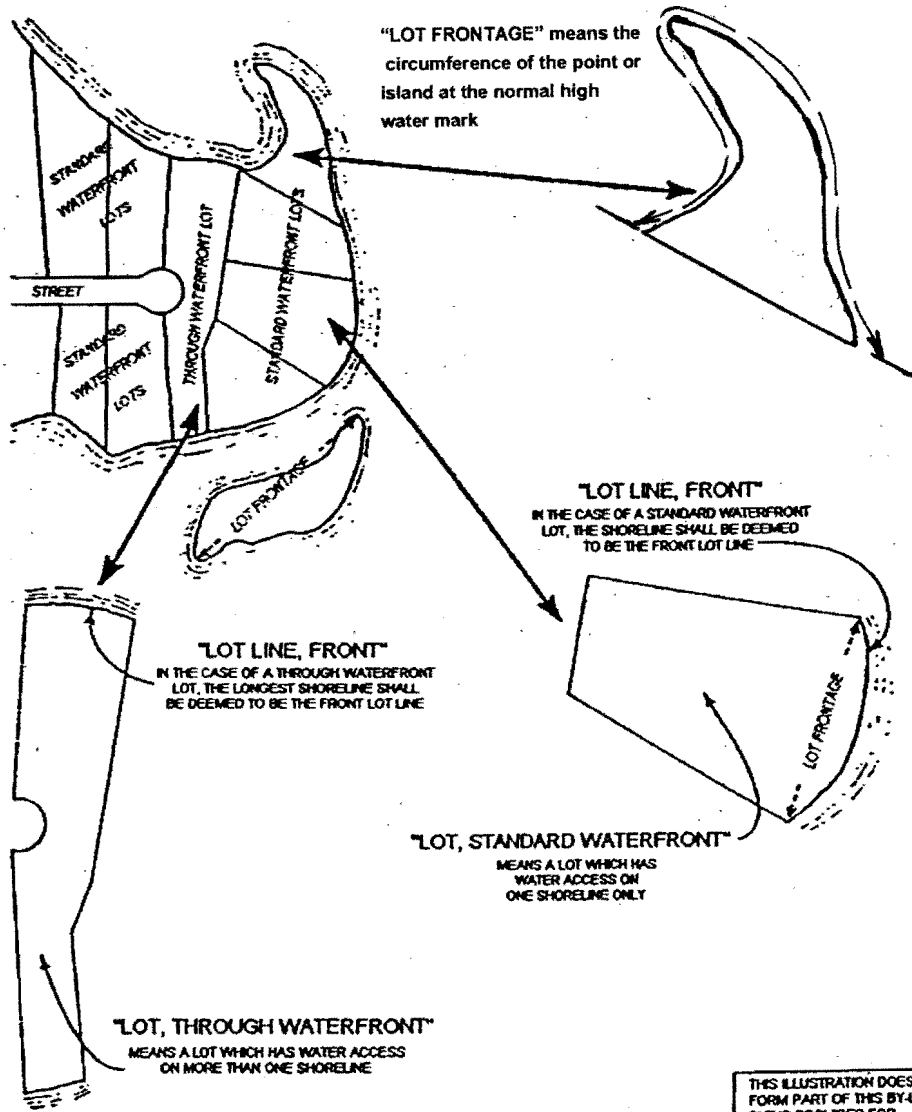 "LOT FRONTAGE" means the
circumference of the point or
island at the normal high
water mark
STANDARD
WATERFRONT
LOTS
STREET
STANDARD
WATERFRONT
LOTS
THROUGH WATERFRONT LOT
STANDARD WATERFRONT LOTS
LOT FRONTAGE
"LOT LINE, FRONT"
IN THE CASE OF A STANDARD WATERFRONT
LOT, THE SHORELINE SHALL BE DEEMED
TO BE THE FRONT LOT LINE
"LOT LINE, FRONT"
IN THE CASE OF A THROUGH WATERFRONT
LOT, THE LONGEST SHORELINE SHALL
BE DEEMED TO BE THE FRONT LOT LINE
LOT FRONTAGE
"LOT, STANDARD WATERFRONT"
MEANS A LOT WHICH HAS
WATER ACCESS ON
ONE SHORELINE ONLY
"LOT, THROUGH WATERFRONT"
MEANS A LOT WHICH HAS WATER ACCESS
ON MORE THAN ONE SHORELINE
THIS ILLUSTRATION DOES
FORM PART OF THIS